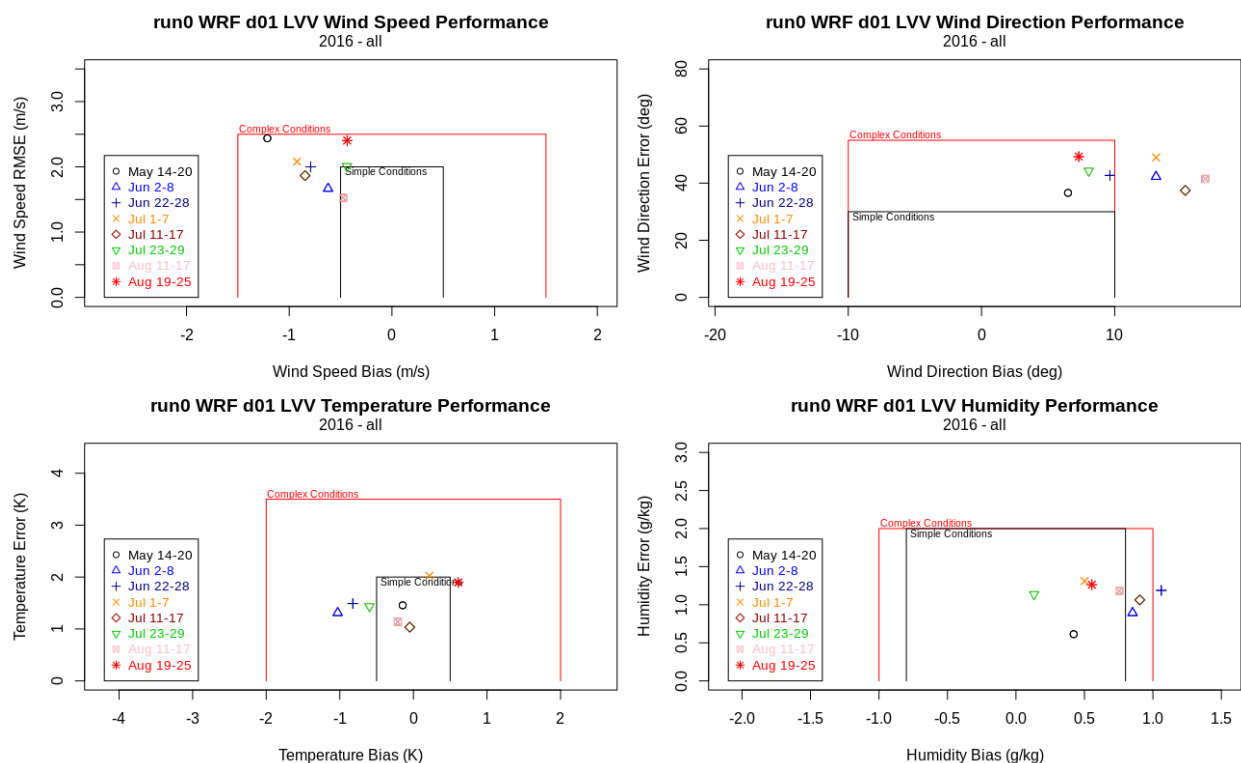 run0 WRF d01 LVV Wind Speed Performance
2016 - all
Wind Speed RMSE (m/s)
3.0
2.0
1.0
0.0
Complex Conditions
Simple Conditions
May 14-20
Jun 2-8
Jun 22-28
Jul 1-7
Jul 11-17
Jul 23-29
Aug 11-17
Aug 19-25
-2 -1 0 1 2
Wind Speed Bias (m/s)
run0 WRF d01 LVV Wind Direction Performance
2016 - all
Wind Direction Error (deg)
80
60
40
20
0
Complex Conditions
Simple Conditions
May 14-20
Jun 2-8
Jun 22-28
Jul 1-7
Jul 11-17
Jul 23-29
Aug 11-17
Aug 19-25
-20 -10 0 10
Wind Direction Bias (deg)
run0 WRF d01 LVV Temperature Performance
2016 - all
Temperature Error (K)
4
3
2
1
0
Complex Conditions
Simple Conditions
May 14-20
Jun 2-8
Jun 22-28
Jul 1-7
Jul 11-17
Jul 23-29
Aug 11-17
Aug 19-25
-4 -3 -2 -1 0 1 2
Temperature Bias (K)
run0 WRF d01 LVV Humidity Performance
2016 - all
Humidity Error (g/kg)
3.0
2.5
2.0
1.5
1.0
0.5
0.0
Complex Conditions
Simple Conditions
May 14-20
Jun 2-8
Jun 22-28
Jul 1-7
Jul 11-17
Jul 23-29
Aug 11-17
Aug 19-25
-2.0 -1.5 -1.0 -0.5 0.0 0.5 1.0 1.5
Humidity Bias (g/kg)